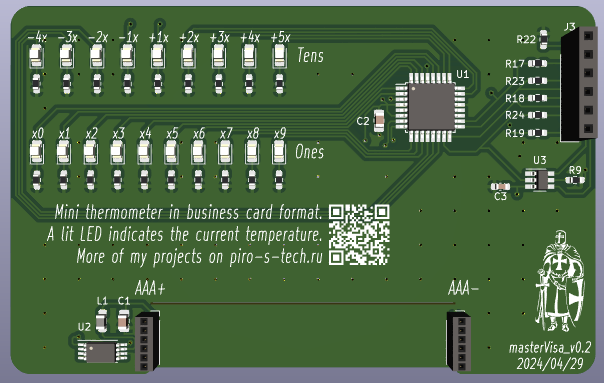 -4x -3x -2x -1x +1x +2x +3x +4x +5x
Tens
x0 x1 x2 x3 x4 x5 x6 x7 x8 x9
Ones
U1
C2
J3
R22
R17
R23
R18
R24
R19
U3
R9
C3
Mini thermometer in business card format.
A lit LED indicates the current temperature.
More of my projects on piro-s-tech.ru
AAA+
AAA-
L1 C1
U2
masterVisa_v0.2
2024/04/29